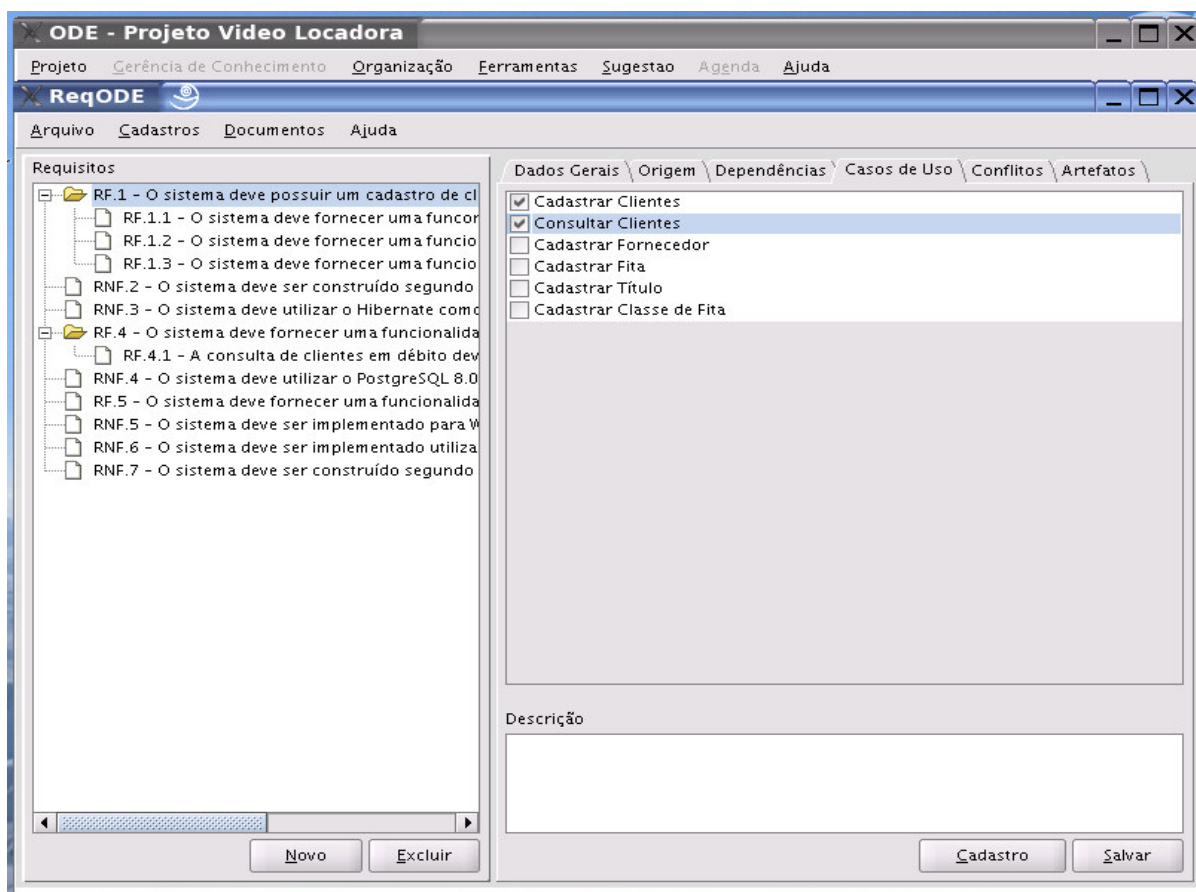 ODE - Projeto Video Locadora
Projeto Gerência de Conhecimento Organização Ferramentas Sugestao Agenda Ajuda
ReqODE
Arquivo Cadastros Documentos Ajuda
Requisitos
RF.1 - O sistema deve possuir um cadastro de cl
RF.1.1 - O sistema deve fornecer uma funcor
RF.1.2 - O sistema deve fornecer uma funcio
RF.1.3 - O sistema deve fornecer uma funcio
RNF.2 - O sistema deve ser construído segundo
RNF.3 - O sistema deve utilizar o Hibernate como
RF.4 - O sistema deve fornecer uma funcionalida
RF.4.1 - A consulta de clientes em débito dev
RNF.4 - O sistema deve utilizar o PostgreSQL 8.0
RF.5 - O sistema deve fornecer uma funcionalida
RNF.5 - O sistema deve ser implementado para W
RNF.6 - O sistema deve ser implementado utiliza
RNF.7 - O sistema deve ser construído segundo
Novo Excluir
Dados Gerais Origem Dependências Casos de Uso Conflitos Artefatos
Cadastrar Clientes
Consultar Clientes
Cadastrar Fornecedor
Cadastrar Fita
Cadastrar Título
Cadastrar Classe de Fita
Descrição
Cadastro Salvar